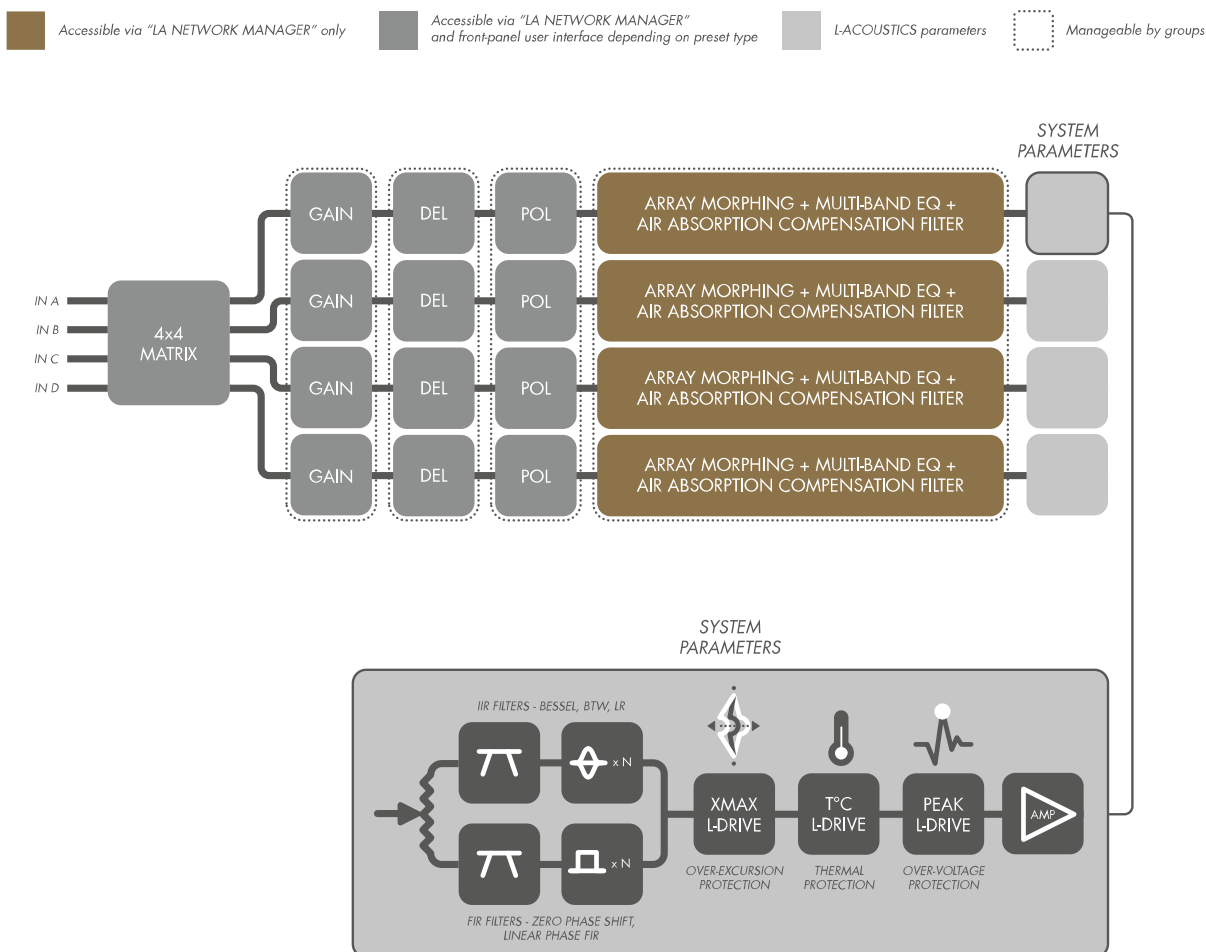 Accessible via “LA NETWORK MANAGER” only
Accessible via “LA NETWORK MANAGER”
and front-panel user interface depending on preset type
L-ACOUSTICS parameters
Manageable by groups
SYSTEM
PARAMETERS
GAIN
DEL
POL
ARRAY MORPHING + MULTI-BAND EQ +
AIR ABSORPTION COMPENSATION FILTER
GAIN
DEL
POL
ARRAY MORPHING + MULTI-BAND EQ +
AIR ABSORPTION COMPENSATION FILTER
IN A
IN B
IN C
IN D
4x4
MATRIX
GAIN
DEL
POL
ARRAY MORPHING + MULTI-BAND EQ +
AIR ABSORPTION COMPENSATION FILTER
GAIN
DEL
POL
ARRAY MORPHING + MULTI-BAND EQ +
AIR ABSORPTION COMPENSATION FILTER
SYSTEM
PARAMETERS
IIR FILTERS - BESSEL, BTW, LR
x N
x N
FIR FILTERS - ZERO PHASE SHIFT,
LINEAR PHASE FIR
XMAX
L-DRIVE
OVER-EXCURSION
PROTECTION
T°C
L-DRIVE
THERMAL
PROTECTION
PEAK
L-DRIVE
OVER-VOLTAGE
PROTECTION
AMP